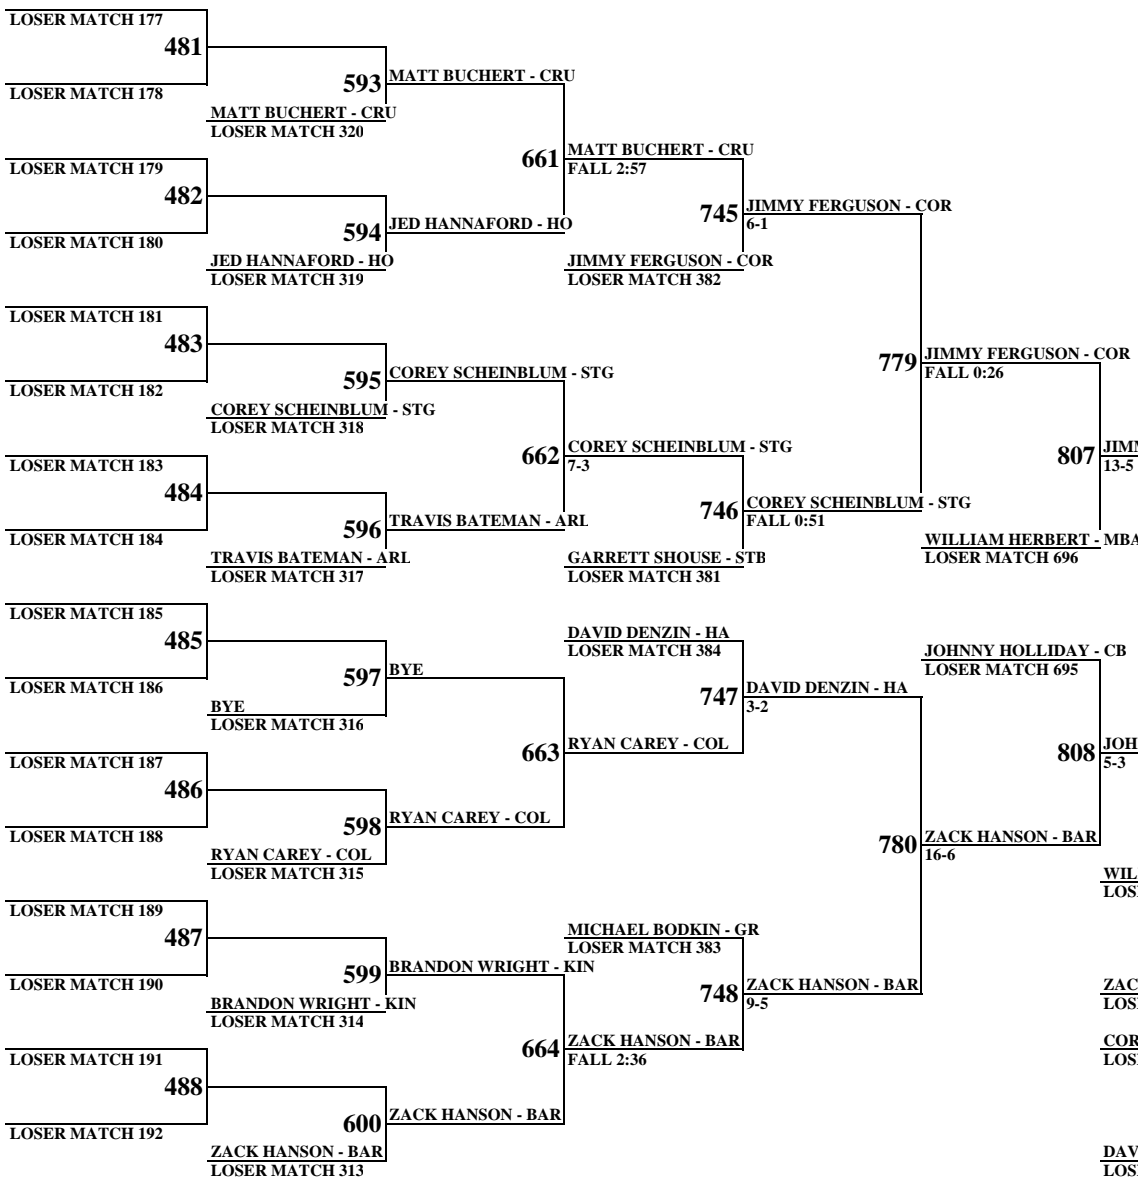 LOSER MATCH 177
481
LOSER MATCH 178
593
MATT BUCHERT - CRU
MATT BUCHERT - CRU
LOSER MATCH 320
LOSER MATCH 179
482
LOSER MATCH 180
594
JED HANNAFORD - HO
JED HANNAFORD - HO
LOSER MATCH 319
661
MATT BUCHERT - CRU
FALL 2:57
745
JIMMY FERGUSON - COR
6-1
JIMMY FERGUSON - COR
LOSER MATCH 382
LOSER MATCH 181
483
LOSER MATCH 182
595
COREY SCHEINBLUM - STG
COREY SCHEINBLUM - STG
LOSER MATCH 318
LOSER MATCH 183
484
LOSER MATCH 184
596
TRAVIS BATEMAN - ARL
TRAVIS BATEMAN - ARL
LOSER MATCH 317
662
COREY SCHEINBLUM - STG
7-3
746
COREY SCHEINBLUM - STG
FALL 0:51
GARRETT SHOUSE - STB
LOSER MATCH 381
779
JIMMY FERGUSON - COR
FALL 0:26
807
JIMM
13-5
WILLIAM HERBERT - MBA
LOSER MATCH 696
LOSER MATCH 185
485
LOSER MATCH 186
597
BYE
BYE
LOSER MATCH 316
LOSER MATCH 187
486
LOSER MATCH 188
598
RYAN CAREY - COL
RYAN CAREY - COL
LOSER MATCH 315
DAVID DENZIN - HA
LOSER MATCH 384
747
DAVID DENZIN - HA
3-2
663
RYAN CAREY - COL
JOHNNY HOLLIDAY - CB
LOSER MATCH 695
808
JOH
5-3
780
ZACK HANSON - BAR
16-6
LOSER MATCH 189
487
LOSER MATCH 190
599
BRANDON WRIGHT - KIN
BRANDON WRIGHT - KIN
LOSER MATCH 314
LOSER MATCH 191
488
LOSER MATCH 192
600
ZACK HANSON - BAR
ZACK HANSON - BAR
LOSER MATCH 313
MICHAEL BODKIN - GR
LOSER MATCH 383
748
ZACK HANSON - BAR
9-5
664
ZACK HANSON - BAR
FALL 2:36
WIL
LOS
ZAC
LOS
COR
LOS
DAV
LOS